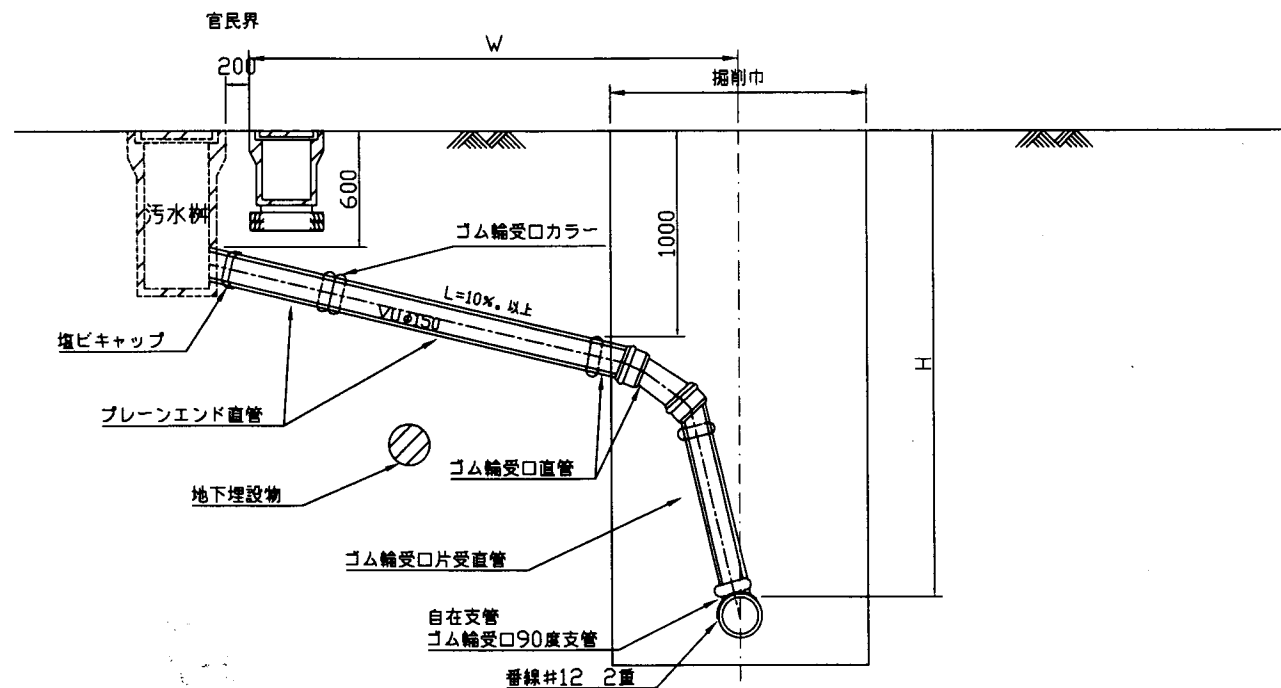 官民界
W
200
掘削巾
600
1000
汚水桝
ゴム輪受口カラー
L=10‰以上
VUφ150
H
塩ビキャップ
プレーンエンド直管
ゴム輪受口直管
地下埋設物
ゴム輪受口片受直管
自在支管
ゴム輪受口90度支管
番線#12 2重